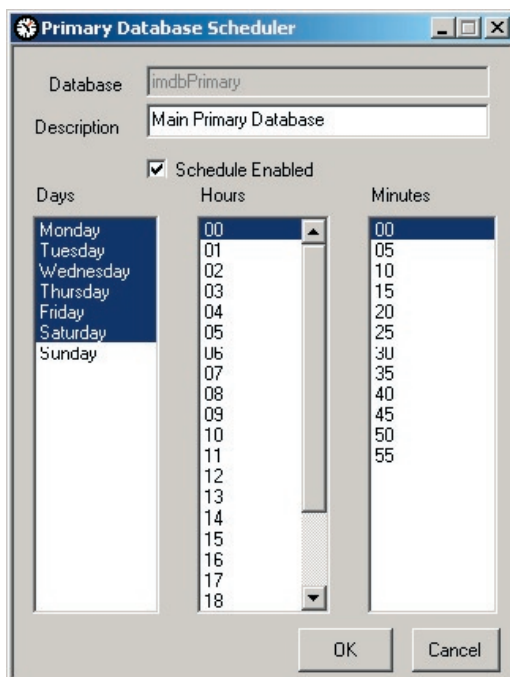 Primary Database Scheduler
Database imdbPrimary
Description Main Primary Database
Schedule Enabled
Days Hours Minutes
Monday
Tuesday
Wednesday
Thursday
Friday
Saturday
Sunday
00
01
02
03
04
05
06
07
08
09
10
11
12
13
14
15
16
17
18
00
05
10
15
20
25
30
35
40
45
50
55
OK Cancel